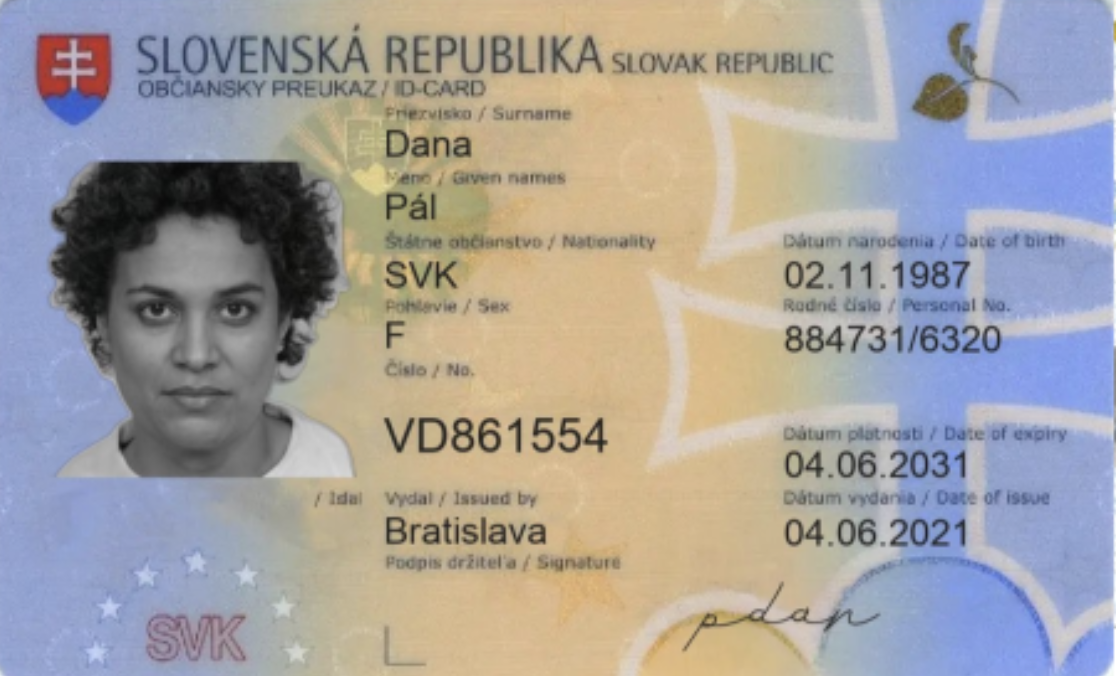 SLOVENSKÁ REPUBLIKA SLOVAK REPUBLIC
OBČIANSKY PREUKAZ / ID-CARD
Priezvisko / Surname
Dana
Meno / Given names
Pál
Štátne občianstvo / Nationality
SVK
Dátum narodenia / Date of birth
02.11.1987
Pohlavie / Sex
F
Rodné číslo / Personal No.
884731/6320
Číslo / No.
VD861554
Dátum platnosti / Date of expiry
04.06.2031
/ Idai
Vydal / Issued by
Bratislava
Dátum vydania / Date of issue
04.06.2021
Podpis držiteľa / Signature
pdan
SVK